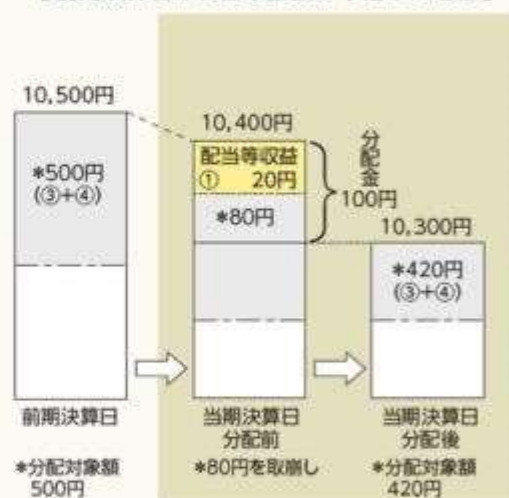 10,500円
*500円
(③+④)
前期決算日
*分配対象額
500円
10,400円
配当等収益
① 20円
*80円
分配金
100円
当期決算日
分配前
*80円を取崩し
10,300円
*420円
(③+④)
当期決算日
分配後
*分配対象額
420円